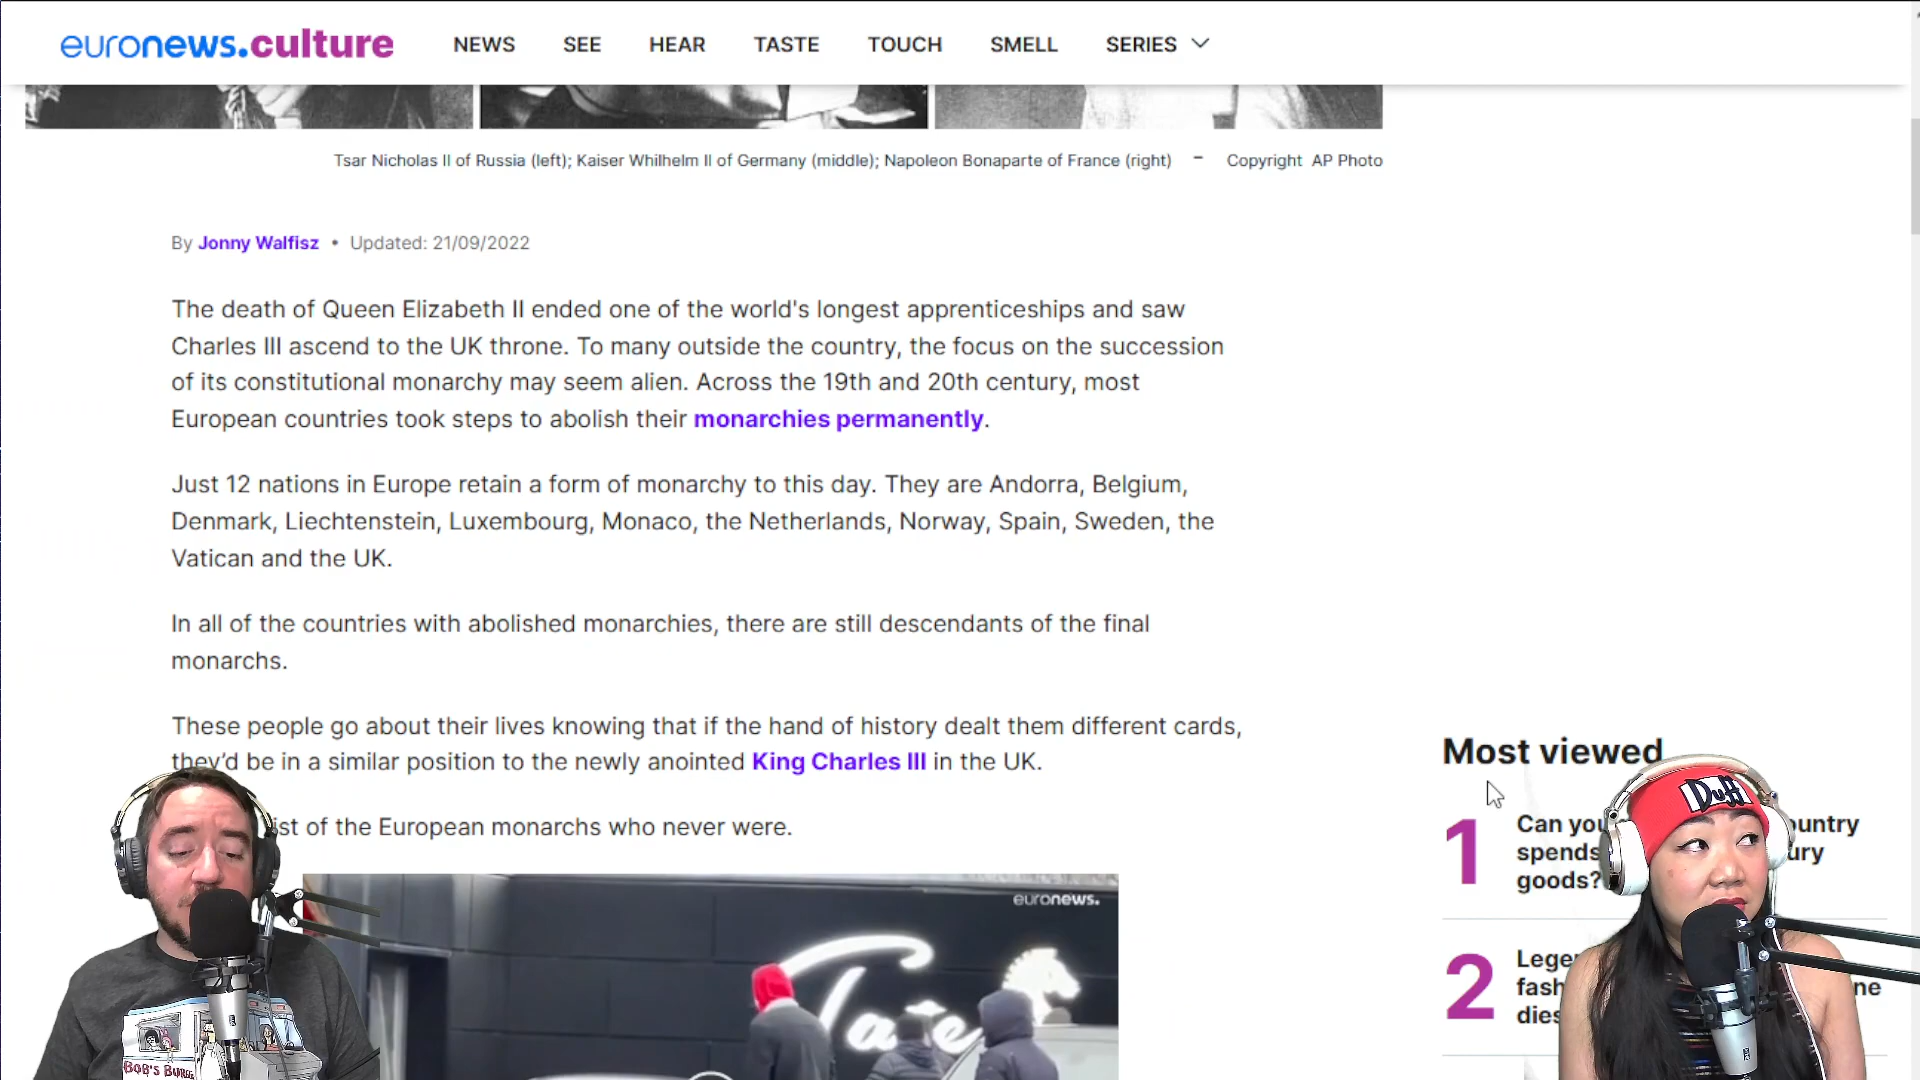 euronews.culture NEWS SEE HEAR TASTE TOUCH SMELL SERIES
Tsar Nicholas II of Russia (left); Kaiser Whilhelm II of Germany (middle); Napoleon Bonaparte of France (right) - Copyright AP Photo
By Jonny Walfisz • Updated: 21/09/2022
The death of Queen Elizabeth II ended one of the world's longest apprenticeships and saw
Charles III ascend to the UK throne. To many outside the country, the focus on the succession
of its constitutional monarchy may seem alien. Across the 19th and 20th century, most
European countries took steps to abolish their monarchies permanently.
Just 12 nations in Europe retain a form of monarchy to this day. They are Andorra, Belgium,
Denmark, Liechtenstein, Luxembourg, Monaco, the Netherlands, Norway, Spain, Sweden, the
Vatican and the UK.
In all of the countries with abolished monarchies, there are still descendants of the final
monarchs.
These people go about their lives knowing that if the hand of history dealt them different cards,
they'd be in a similar position to the newly anointed King Charles III in the UK.
of the European monarchs who never were.
euronews.
Tate
Most viewed
1 Can you
spends
goods?
2
Duff
BOB'S